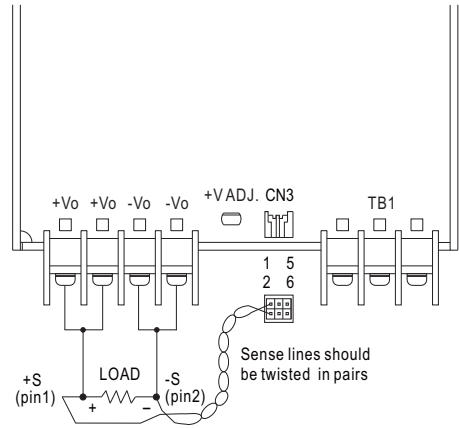 +Vo +Vo -Vo -Vo +V ADJ. CN3 TB1
1 5
2 6
Sense lines should
be twisted in pairs
+S
(pin1)
LOAD
-S
(pin2)
+ −